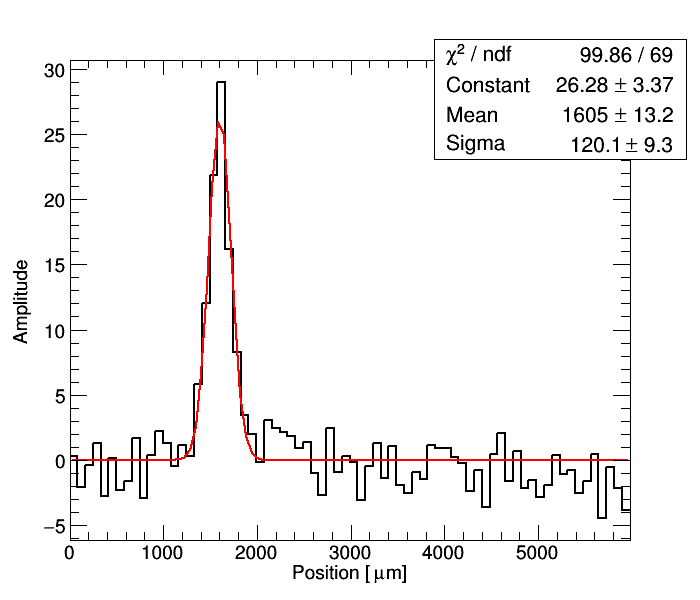 χ² / ndf 99.86 / 69
Constant 26.28 ± 3.37
Mean 1605 ± 13.2
Sigma 120.1 ± 9.3
30
25
20
15
10
5
0
−5
Amplitude
0 1000 2000 3000 4000 5000
Position [ μm]